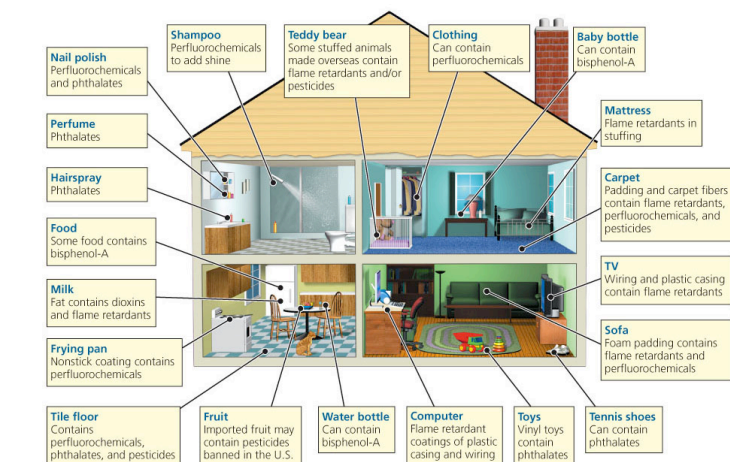 Shampoo
Perfluorochemicals
to add shine
Teddy bear
Some stuffed animals
made overseas contain
flame retardants and/or
pesticides
Clothing
Can contain
perfluorochemicals
Baby bottle
Can contain
bisphenol-A
Nail polish
Perfluorochemicals
and phthalates
Perfume
Phthalates
Hairspray
Phthalates
Food
Some food contains
bisphenol-A
Milk
Fat contains dioxins
and flame retardants
Frying pan
Nonstick coating contains
perfluorochemicals
Mattress
Flame retardants in
stuffing
Carpet
Padding and carpet fibers
contain flame retardants,
perfluorochemicals, and
pesticides
TV
Wiring and plastic casing
contain flame retardants
Sofa
Foam padding contains
flame retardants and
perfluorochemicals
Tile floor
Contains
perfluorochemicals,
phthalates, and pesticides
Fruit
Imported fruit may
contain pesticides
banned in the U.S.
Water bottle
Can contain
bisphenol-A
Computer
Flame retardant
coatings of plastic
casing and wiring
Toys
Vinyl toys
contain
phthalates
Tennis shoes
Can contain
phthalates